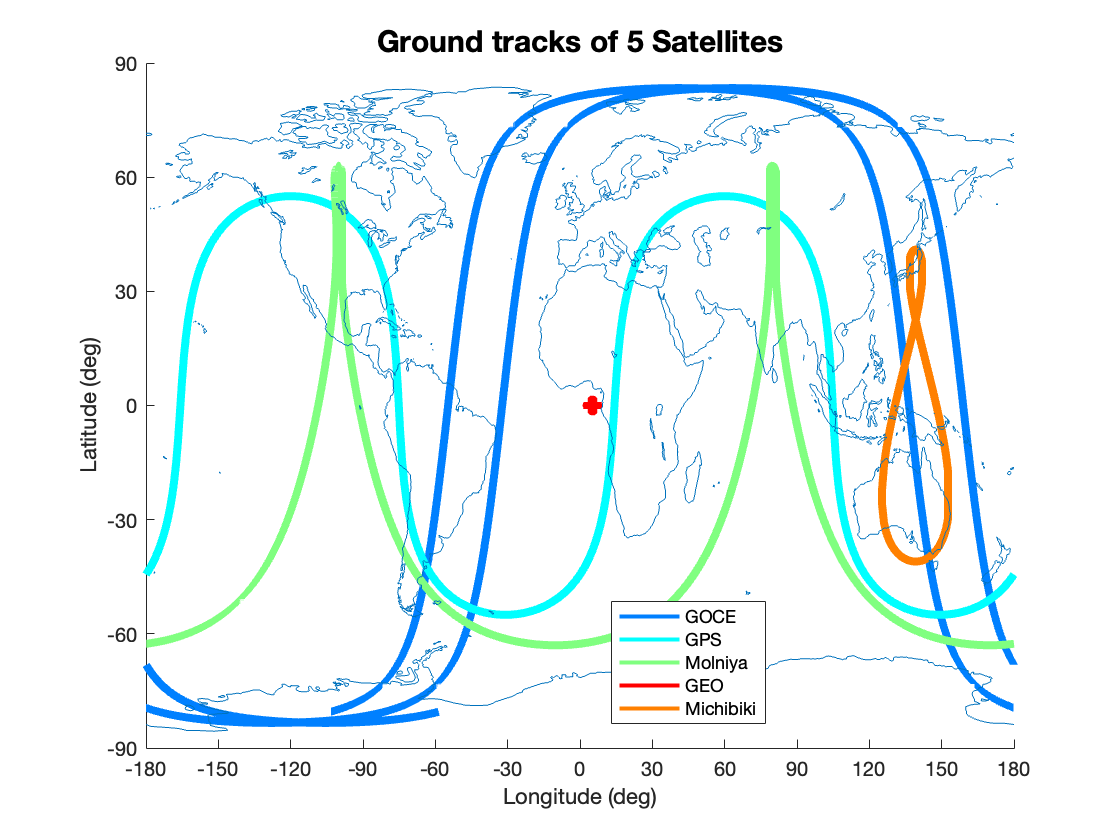 Ground tracks of 5 Satellites
90
60
30
0
-30
-60
-90
Latitude (deg)
GOCE
GPS
Molniya
GEO
Michibiki
-180 -150 -120 -90 -60 -30 0 30 60 90 120 150 180
Longitude (deg)